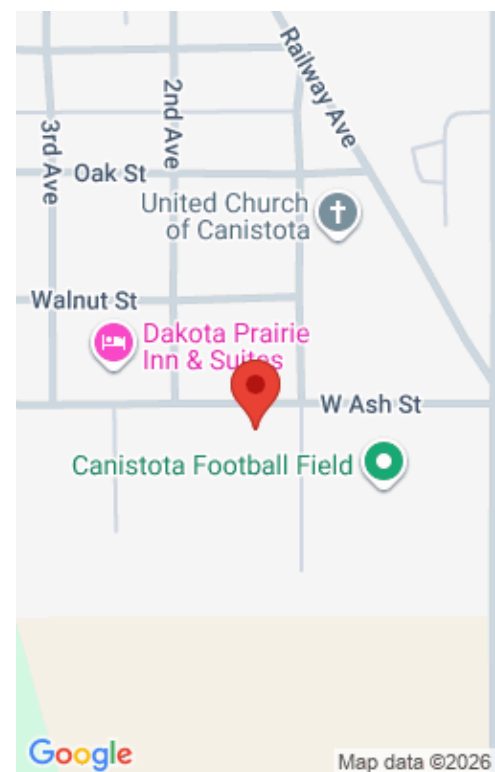 Railway Ave
2nd Ave
3rd Ave
Oak St
United Church
of Canistota
Walnut St
Dakota Prairie
Inn & Suites
W Ash St
Canistota Football Field
Google
Map data ©2026